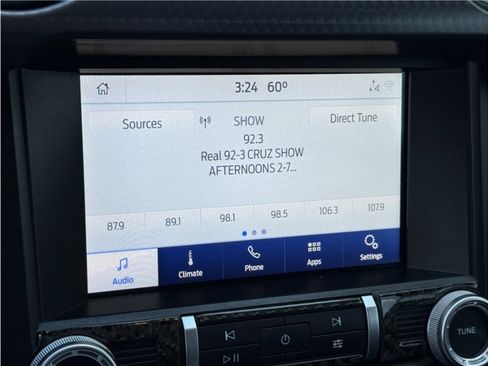 3:24 60°
Sources SHOW Direct Tune
92.3
Real 92-3 CRUZ SHOW
AFTERNOONS 2-7...
87.9 89.1 98.1 98.5 106.3 107.9
Audio Climate Phone Apps Settings
TUNE